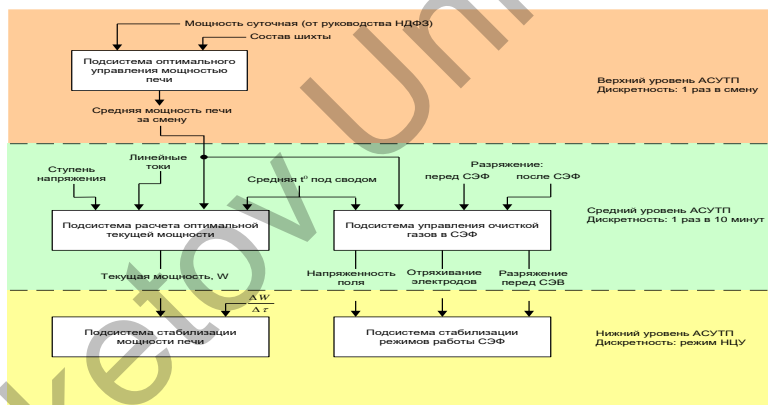 Мощность суточная (от руководства НДФЗ)
Состав шихты
Подсистема оптимального
управления мощностью
печи
Верхний уровень АСУТП
Дискретность: 1 раз в смену
Средняя мощность печи
за смену
Ступень
напряжения
Линейные
токи
Средняя t° под сводом
Разряжение:
перед СЭФ
после СЭФ
Подсистема расчета оптимальной
текущей мощности
Подсистема управления очисткой
газов в СЭФ
Средний уровень АСУТП
Дискретность: 1 раз в 10 минут
Текущая мощность, W
Напряженность
поля
Отряхивание
электродов
Разряжение
перед СЭВ
ΔW
Δτ
Подсистема стабилизации
мощности печи
Подсистема стабилизации
режимов работы СЭФ
Нижний уровень АСУТП
Дискретность: режим НЦУ
ketov Uni